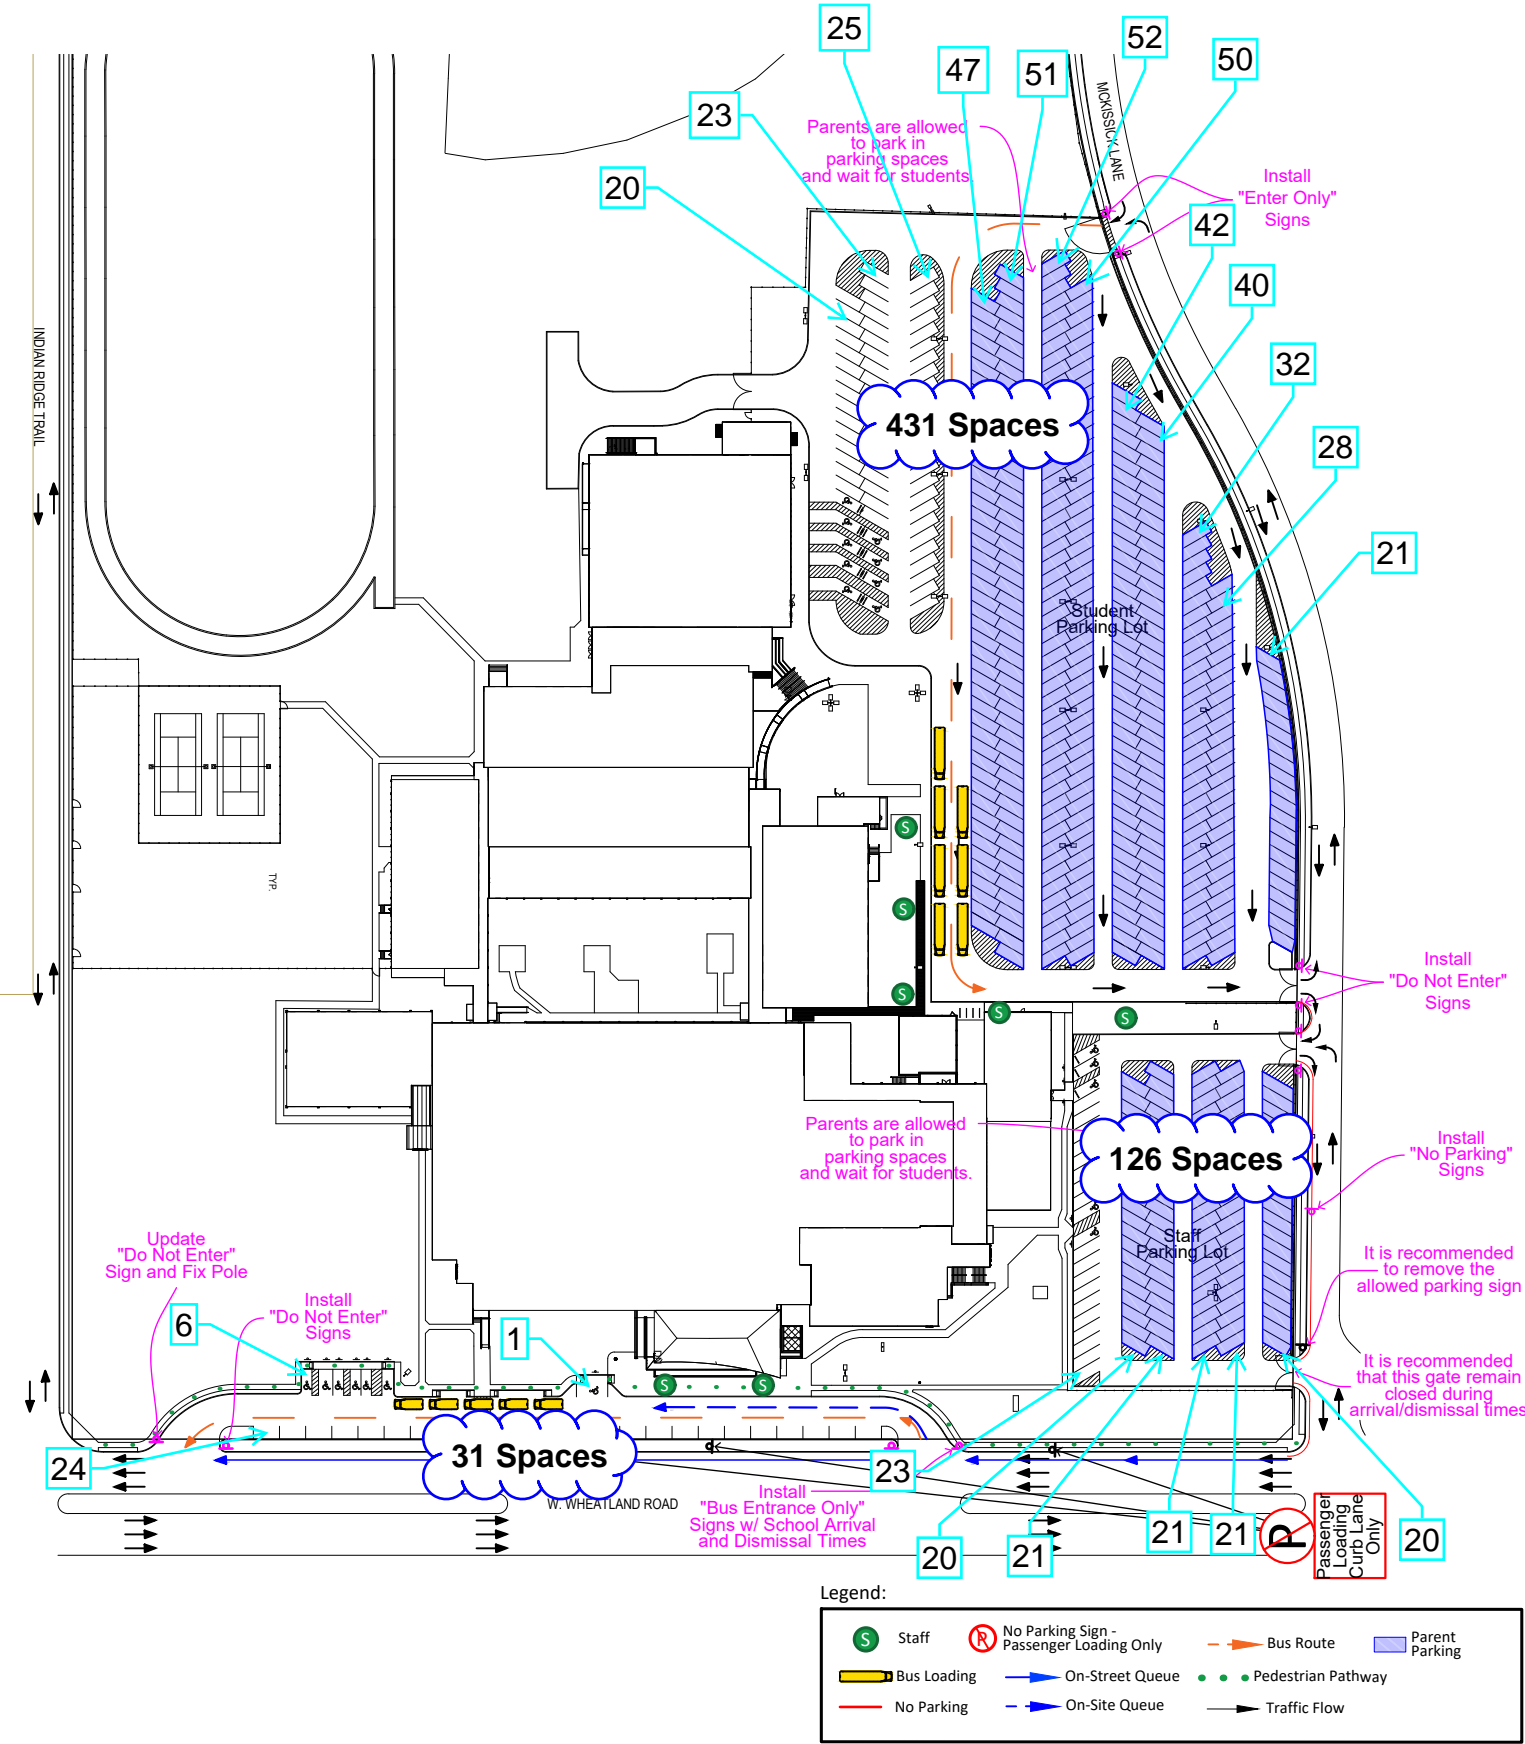 25
52
47
51
50
23
MCKISSICK LANE
Parents are allowed
to park in
parking spaces
and wait for students.
20
Install
"Enter Only"
Signs
42
40
INDIAN RIDGE TRAIL
32
431 Spaces
28
21
Student
Parking Lot
TYP.
S
S
S
S
S
Install
"Do Not Enter"
Signs
Parents are allowed
to park in
parking spaces
and wait for students.
126 Spaces
Install
"No Parking"
Signs
Staff
Parking Lot
Update
"Do Not Enter"
Sign and Fix Pole
It is recommended
to remove the
allowed parking sign
Install
"Do Not Enter"
Signs
6
1
It is recommended
that this gate remain
closed during
arrival/dismissal times
S
S
24
31 Spaces
23
W. WHEATLAND ROAD
Install
"Bus Entrance Only"
Signs w/ School Arrival
and Dismissal Times
20
21
21
21
P
Passenger
Loading
Curb Lane
Only
20
Legend:
S Staff
P No Parking Sign -
Passenger Loading Only
Bus Route
Parent
Parking
Bus Loading
On-Street Queue
Pedestrian Pathway
No Parking
On-Site Queue
Traffic Flow